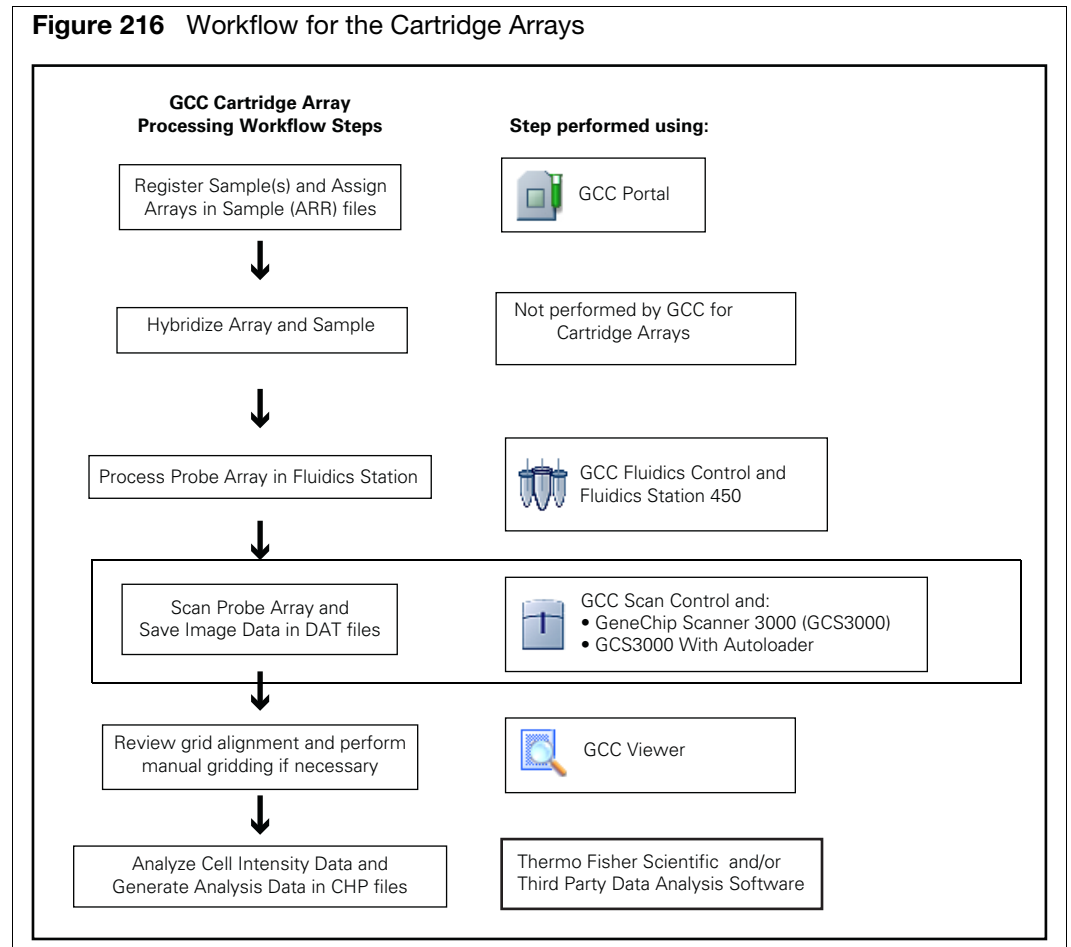 Figure 216 Workflow for the Cartridge Arrays
GCC Cartridge Array
Processing Workflow Steps
Step performed using:
Register Sample(s) and Assign
Arrays in Sample (ARR) files
GCC Portal
Hybridize Array and Sample
Not performed by GCC for
Cartridge Arrays
Process Probe Array in Fluidics Station
GCC Fluidics Control and
Fluidics Station 450
Scan Probe Array and
Save Image Data in DAT files
GCC Scan Control and:
• GeneChip Scanner 3000 (GCS3000)
• GCS3000 With Autoloader
Review grid alignment and perform
manual gridding if necessary
GCC Viewer
Analyze Cell Intensity Data and
Generate Analysis Data in CHP files
Thermo Fisher Scientific and/or
Third Party Data Analysis Software